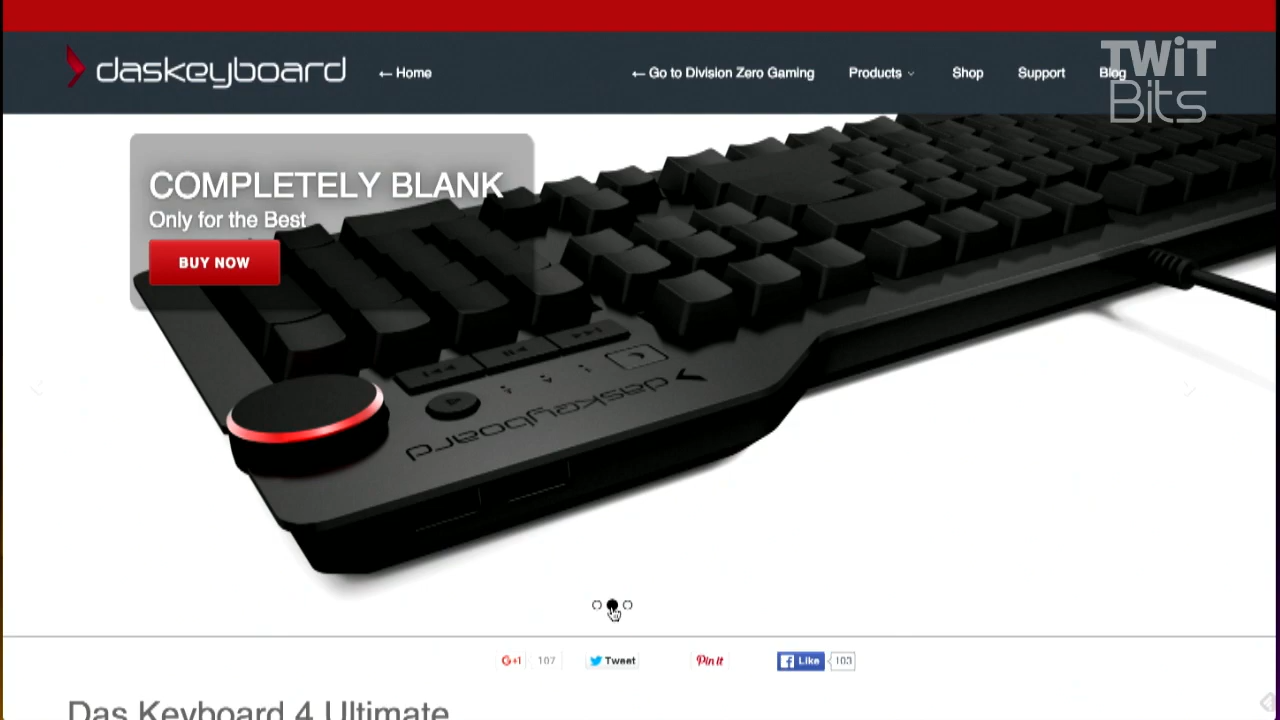 daskeyboard
← Home
← Go to Division Zero Gaming
Products
Shop
Support
Blog
TWiT
Bits
COMPLETELY BLANK
Only for the Best
BUY NOW
daskeyboard
G+1
107
Tweet
Pin it
Like
103
Das Keyboard 4 Ultimate